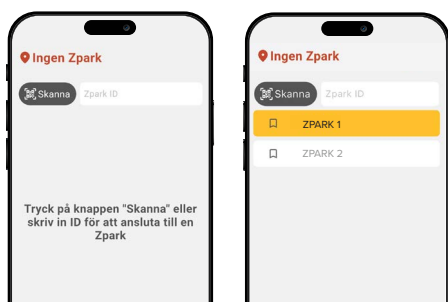 Ingen Zpark
Skanna Zpark ID
Tryck på knappen "Skanna" eller
skriv in ID för att ansluta till en
Zpark
Ingen Zpark
Skanna Zpark ID
ZPARK 1
ZPARK 2